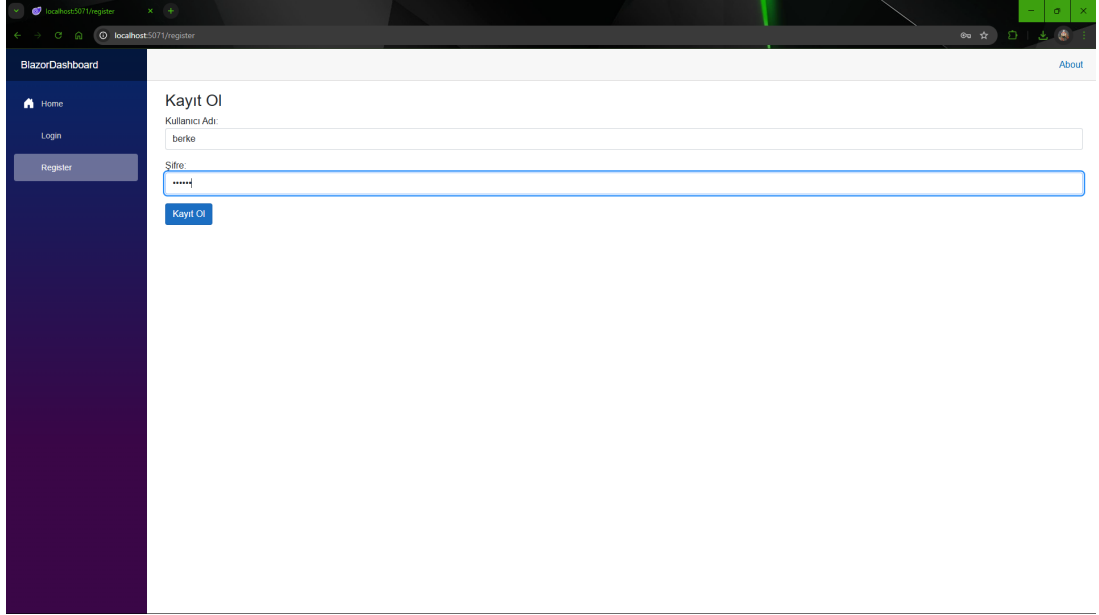 localhost:5071/register
localhost:5071/register
BlazorDashboard
About
Home
Login
Register
Kayıt Ol
Kullanıcı Adı:
berke
Şifre:
••••••
Kayıt Ol